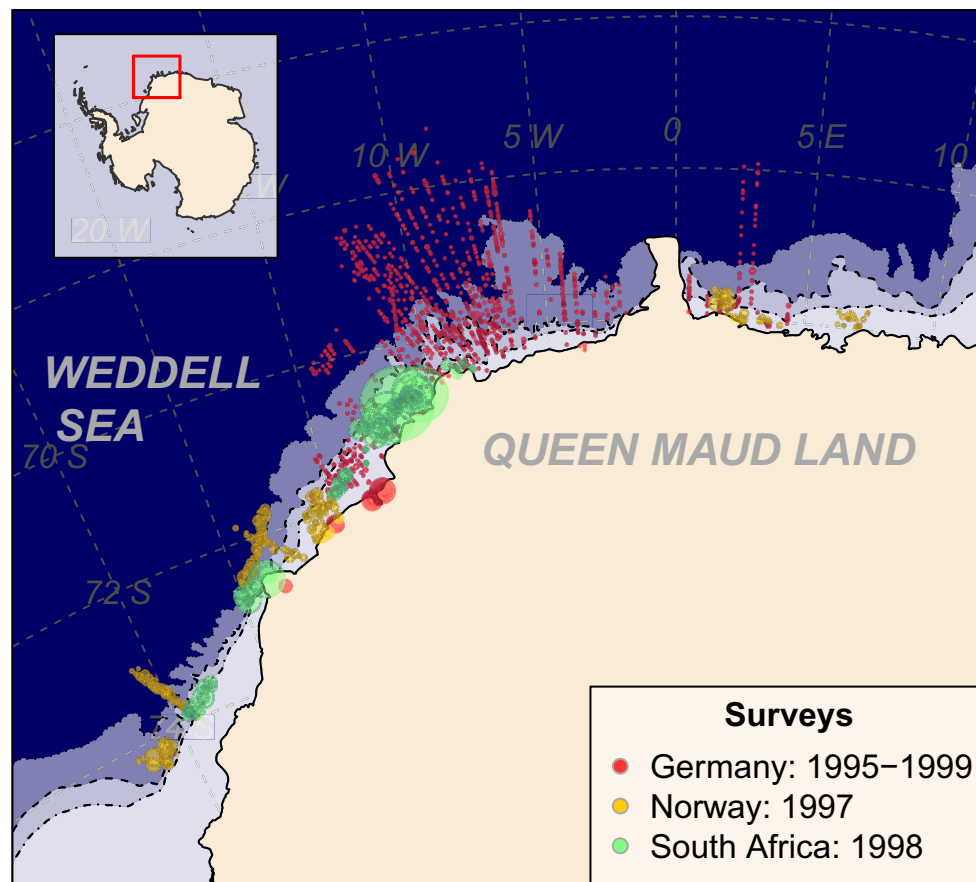 W
20 W
10 W
5 W
0
5 E
10
WEDDELL
SEA
70 S
QUEEN MAUD LAND
72 S
74 S
Surveys
Germany: 1995−1999
Norway: 1997
South Africa: 1998